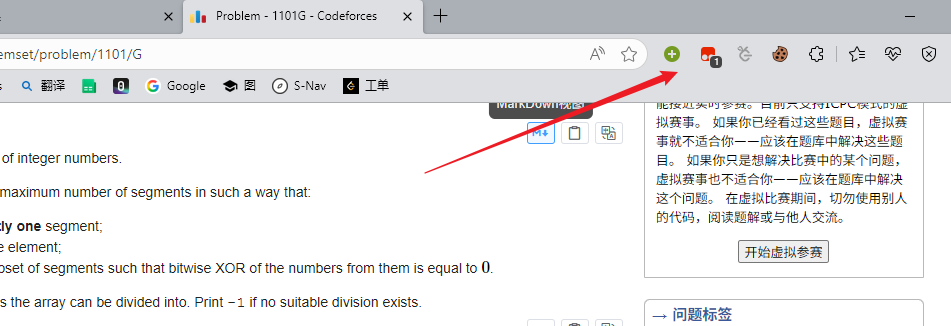 Problem - 1101G - Codeforces
emset/problem/1101/G
1
翻译
Google
图
S-Nav
工单
MarkDown视图
M↓
能接近实时参赛。目前只支持ICPC模式的虚
拟赛事。 如果你已经看过这些题目，虚拟赛
事就不适合你——应该在题库中解决这些题
目。 如果你只是想解决比赛中的某个问题，
虚拟赛事也不适合你——应该在题库中解决
这个问题。 在虚拟比赛期间，切勿使用别人
的代码，阅读题解或与他人交流。
开始虚拟参赛
→ 问题标签
of integer numbers.
maximum number of segments in such a way that:
tly one segment;
e element;
bset of segments such that bitwise XOR of the numbers from them is equal to 0.
s the array can be divided into. Print −1 if no suitable division exists.